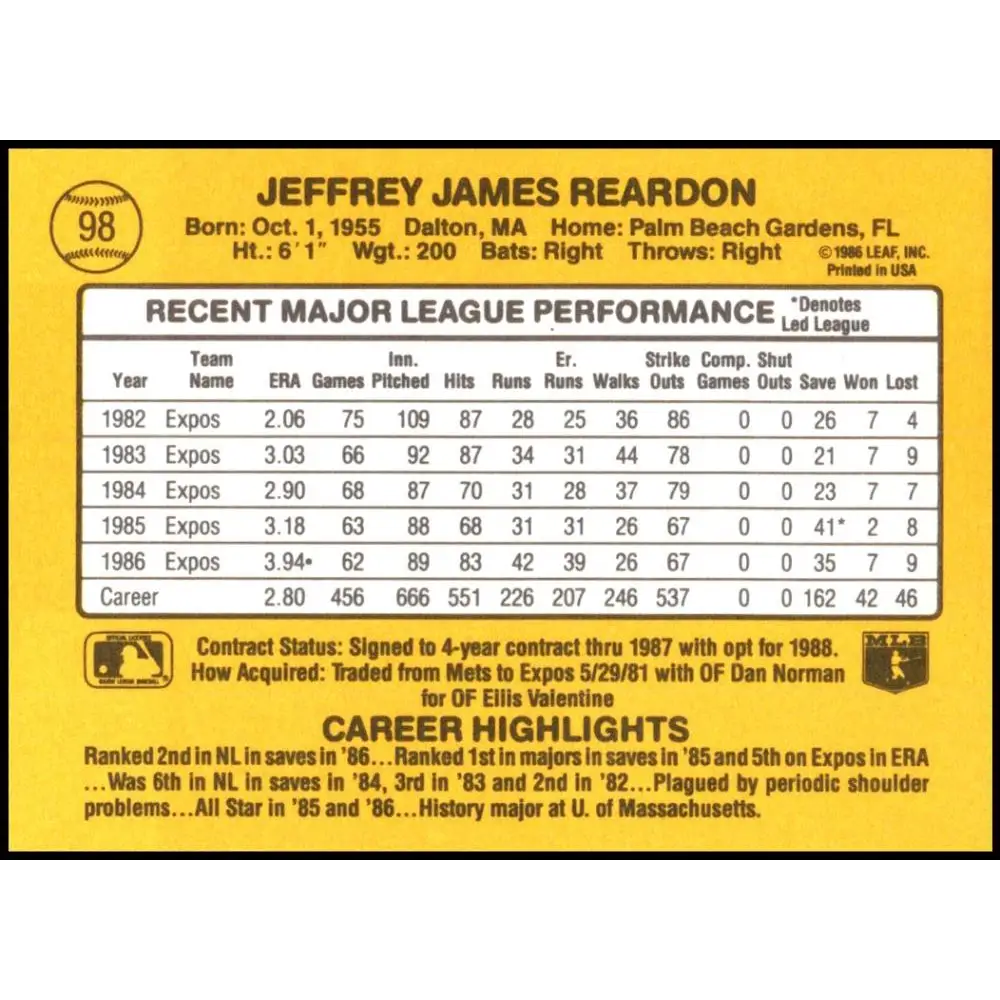 98
JEFFREY JAMES REARDON
Born: Oct. 1, 1955 Dalton, MA Home: Palm Beach Gardens, FL
Ht.: 6'1" Wgt.: 200 Bats: Right Throws: Right ©1986 LEAF, INC.
Printed in USA
RECENT MAJOR LEAGUE PERFORMANCE *Denotes
Led League
Team Inn. Er. Strike Comp. Shut
Year Name ERA Games Pitched Hits Runs Runs Walks Outs Games Outs Save Won Lost
1982 Expos 2.06 75 109 87 28 25 36 86 0 0 26 7 4
1983 Expos 3.03 66 92 87 34 31 44 78 0 0 21 7 9
1984 Expos 2.90 68 87 70 31 28 37 79 0 0 23 7 7
1985 Expos 3.18 63 88 68 31 31 26 67 0 0 41* 2 8
1986 Expos 3.94• 62 89 83 42 39 26 67 0 0 35 7 9
Career 2.80 456 666 551 226 207 246 537 0 0 162 42 46
Contract Status: Signed to 4-year contract thru 1987 with opt for 1988.
MLB
How Acquired: Traded from Mets to Expos 5/29/81 with OF Dan Norman
for OF Ellis Valentine
CAREER HIGHLIGHTS
Ranked 2nd in NL in saves in '86...Ranked 1st in majors in saves in '85 and 5th on Expos in ERA
...Was 6th in NL in saves in '84, 3rd in '83 and 2nd in '82...Plagued by periodic shoulder
problems...All Star in '85 and '86...History major at U. of Massachusetts.